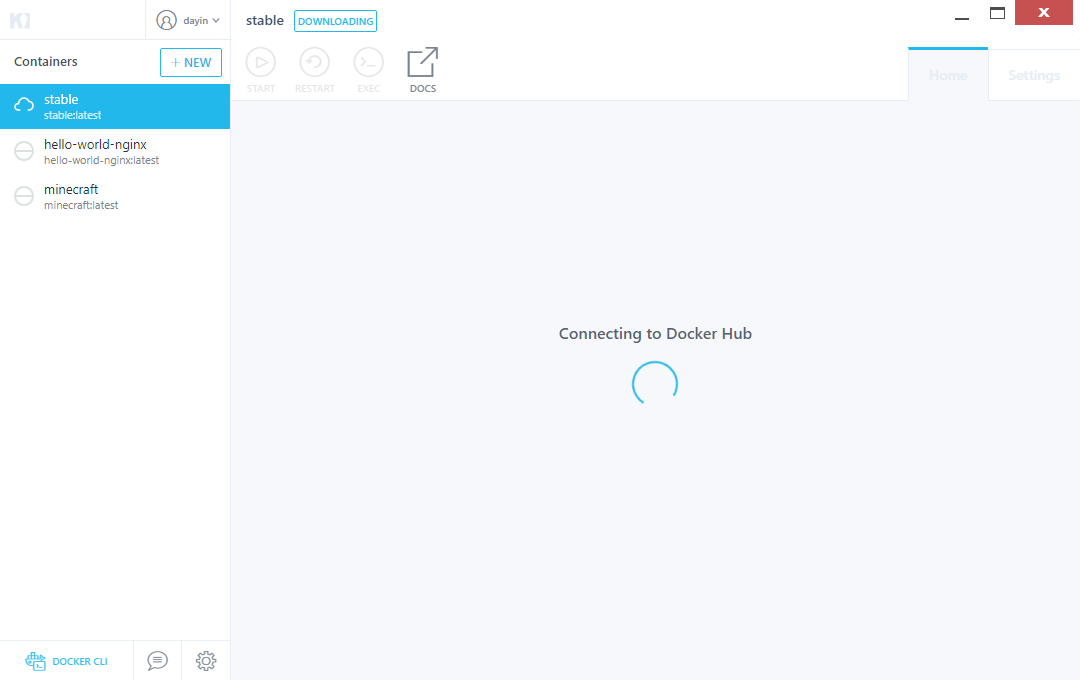 dayin
Containers
+ NEW
stable
stable:latest
hello-world-nginx
hello-world-nginx:latest
minecraft
minecraft:latest
DOCKER CLI
stable DOWNLOADING
START RESTART EXEC DOCS
Home Settings
Connecting to Docker Hub